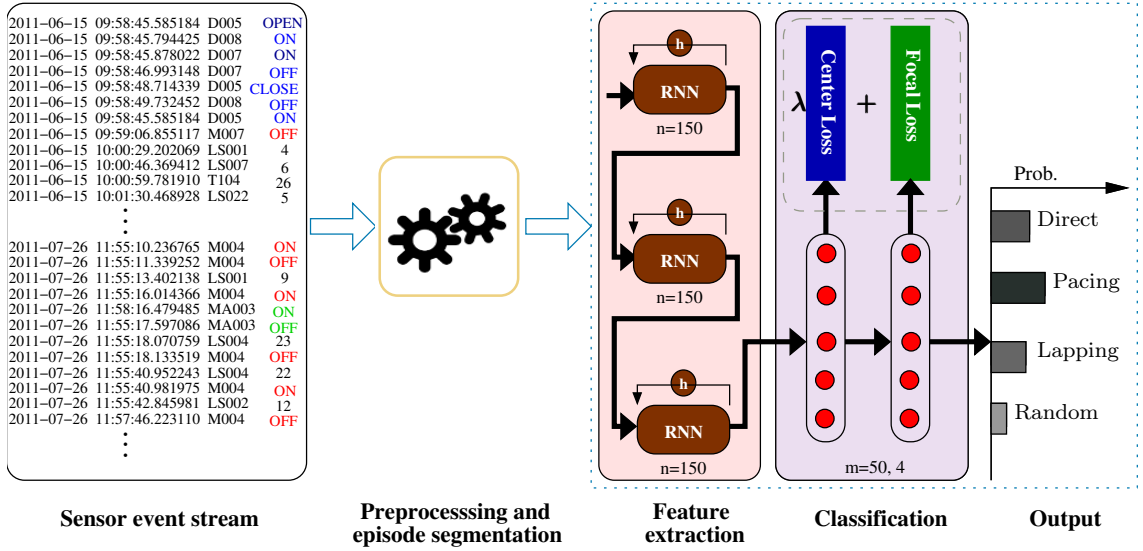 2011-06-15 09:58:45.585184 D005 OPEN
2011-06-15 09:58:45.794425 D008 ON
2011-06-15 09:58:45.878022 D007 ON
2011-06-15 09:58:46.993148 D007 OFF
2011-06-15 09:58:48.714339 D005 CLOSE
2011-06-15 09:58:49.732452 D008 OFF
2011-06-15 09:58:45.585184 D005 ON
2011-06-15 09:59:06.855117 M007 OFF
2011-06-15 10:00:29.202069 LS001 4
2011-06-15 10:00:46.369412 LS007 6
2011-06-15 10:00:59.781910 T104 26
2011-06-15 10:01:30.468928 LS022 5
2011-07-26 11:55:10.236765 M004 ON
2011-07-26 11:55:11.339252 M004 OFF
2011-07-26 11:55:13.402138 LS001 9
2011-07-26 11:55:16.014366 M004 ON
2011-07-26 11:58:16.479485 MA003 ON
2011-07-26 11:55:17.597086 MA003 OFF
2011-07-26 11:55:18.070759 LS004 23
2011-07-26 11:55:18.133519 M004 OFF
2011-07-26 11:55:40.952243 LS004 22
2011-07-26 11:55:40.981975 M004 ON
2011-07-26 11:55:42.845981 LS002 12
2011-07-26 11:57:46.223110 M004 OFF
Sensor event stream
Preprocesssing and
episode segmentation
h
RNN
n=150
h
RNN
n=150
h
RNN
n=150
Feature
extraction
λ
Center Loss
+
Focal Loss
m=50, 4
Classification
Prob.
Direct
Pacing
Lapping
Random
Output